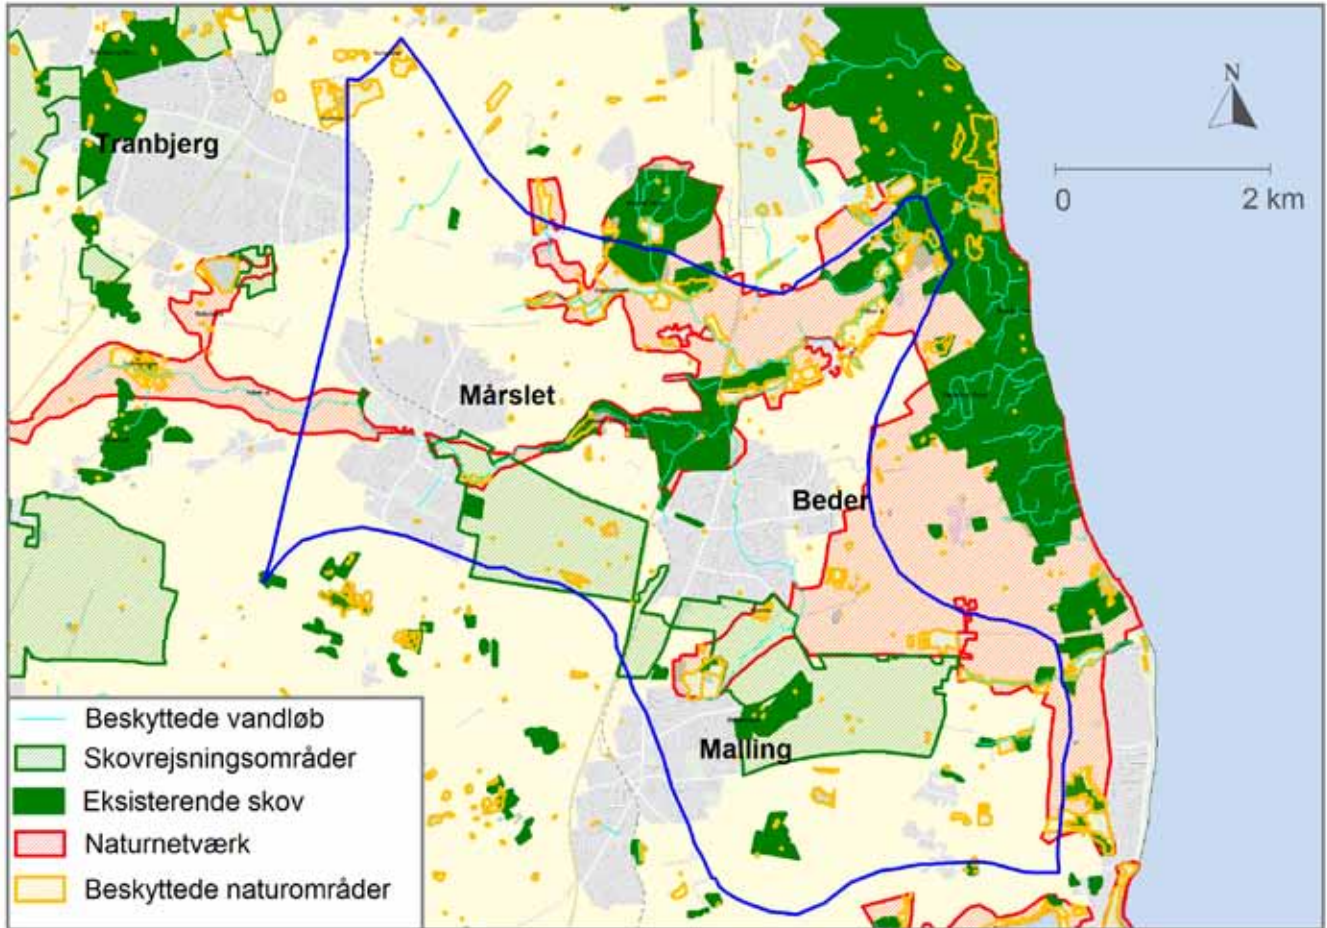 Tranbjerg
N
0 2 km
Mårslet
Beder
Malling
Beskyttede vandløb
Skovrejsningsområder
Eksisterende skov
Naturnetværk
Beskyttede naturområder